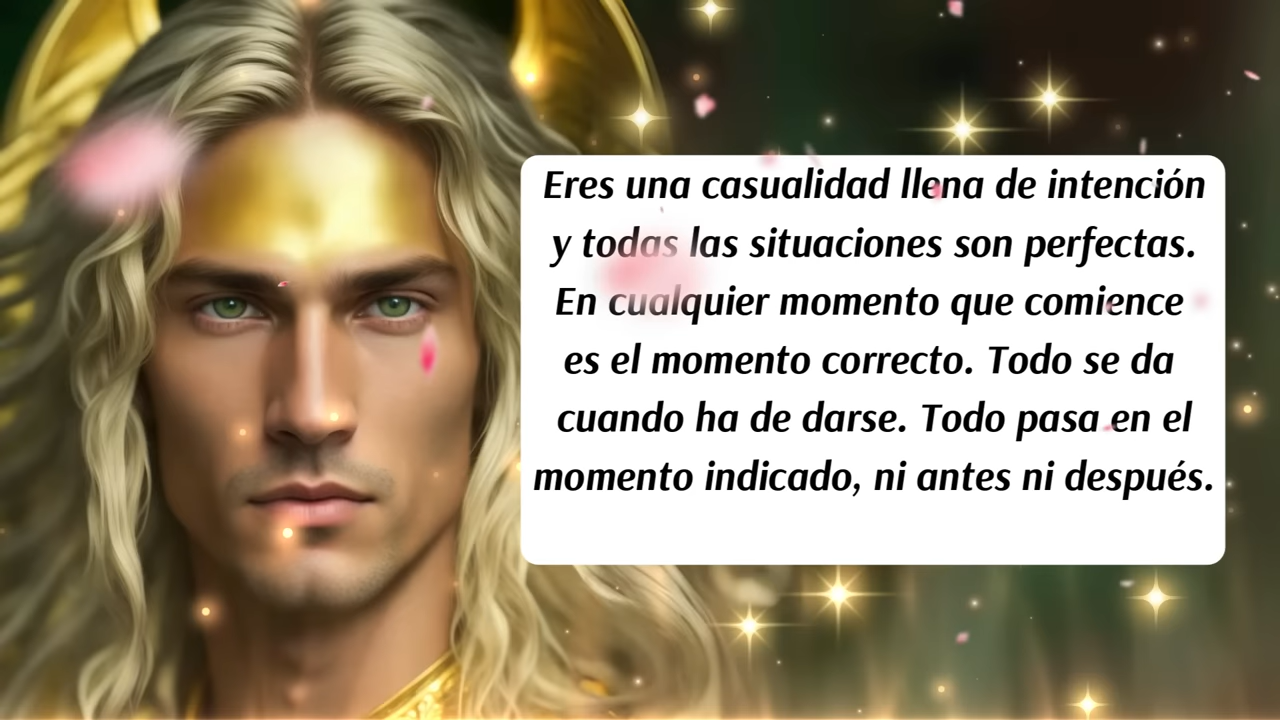 Eres una casualidad llena de intención
y todas las situaciones son perfectas.
En cualquier momento que comience
es el momento correcto. Todo se da
cuando ha de darse. Todo pasa en el
momento indicado, ni antes ni después.